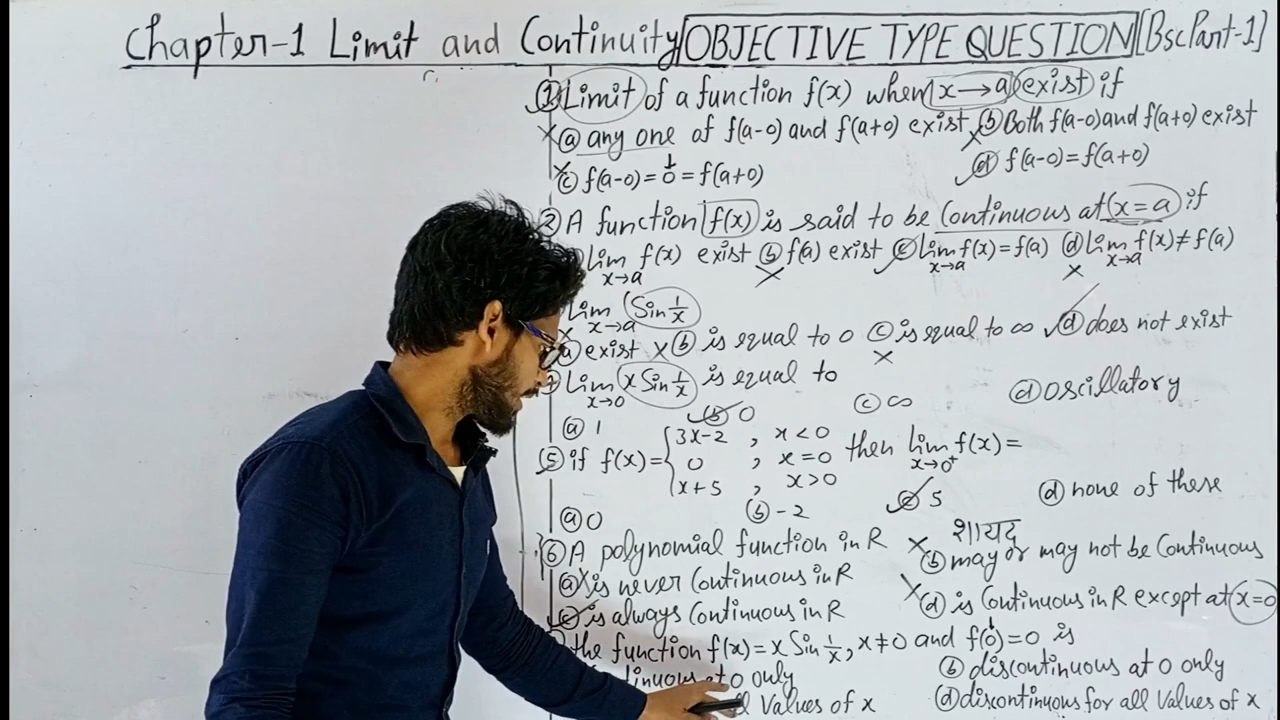 Chapter-1 Limit and Continuity OBJECTIVE TYPE QUESTION [BscPart-1]
① Limit of a function f(x) when x→a exist if
ⓐ any one of f(a-0) and f(a+0) exist ⓑ Both f(a-0) and f(a+0) exist
ⓒ f(a-0) = 0 = f(a+0) ⓓ f(a-0) = f(a+0)
② A function f(x) is said to be Continuous at x=a if
Lim x→a f(x) exist ⓑ f(a) exist ⓒ Lim x→a f(x) = f(a) ⓓ Lim x→a f(x) ≠ f(a)
Lim x→a Sin 1/x
ⓐ exist ⓑ is equal to 0 ⓒ is equal to ∞ ⓓ does not exist
Lim x→0 x Sin 1/x is equal to
ⓐ 1 ⓑ 0 ⓒ ∞ ⓓ oscillatory
⑤ if f(x) = { 3x-2 , x<0
0 , x=0
x+5 , x>0 then lim x→0⁺ f(x) =
ⓐ 0 ⓑ -2 ⓒ 5 ⓓ none of these
⑥ A polynomial function in R
शायद
ⓐ is never Continuous in R ⓑ may or may not be Continuous
ⓒ is always Continuous in R ⓓ is Continuous in R except at x=0
the function f(x) = x Sin 1/x, x≠0 and f(0)=0 is
0 only ⓑ discontinuous at 0 only
Values of x ⓓ discontinuous for all Values of x